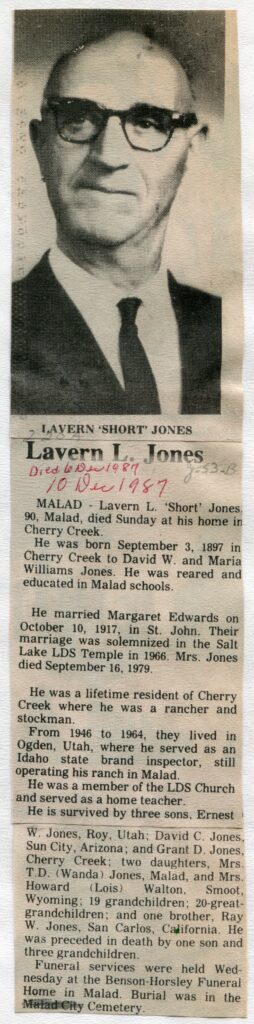 LAVERN 'SHORT' JONES
Lavern L. Jones
Died 6 Dec 1987
10 Dec 1987
MALAD - Lavern L. 'Short' Jones
90, Malad, died Sunday at his home in
Cherry Creek.
He was born September 3, 1897 in
Cherry Creek to David W. and Maria
Williams Jones. He was reared and
educated in Malad schools.
He married Margaret Edwards on
October 10, 1917, in St. John. Their
marriage was solemnized in the Salt
Lake LDS Temple in 1966. Mrs. Jones
died September 16, 1979.
He was a lifetime resident of Cherry
Creek where he was a rancher and
stockman.
From 1946 to 1964, they lived in
Ogden, Utah, where he served as an
Idaho state brand inspector, still
operating his ranch in Malad.
He was a member of the LDS Church
and served as a home teacher.
He is survived by three sons, Ernest
W. Jones, Roy, Utah; David C. Jones,
Sun City, Arizona; and Grant D. Jones,
Cherry Creek; two daughters, Mrs.
T.D. (Wanda) Jones, Malad, and Mrs.
Howard (Lois) Walton, Smoot,
Wyoming; 19 grandchildren; 20-great-
grandchildren; and one brother, Ray
W. Jones, San Carlos, California. He
was preceded in death by one son and
three grandchildren.
Funeral services were held Wed-
nesday at the Benson-Horsley Funeral
Home in Malad. Burial was in the
Malad City Cemetery.